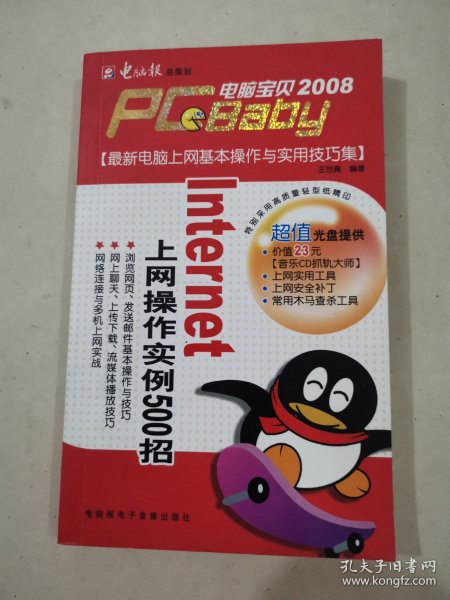 电脑报 总策划
电脑宝贝2008
PCBaby
【最新电脑上网基本操作与实用技巧集】
王世高 编著
特别采用高质量轻型纸精印
超值光盘提供
• 价值23元
【音乐CD抓轨大师】
• 上网实用工具
• 上网安全补丁
• 常用木马查杀工具
Internet
上网操作实例500招
浏览网页、发送邮件基本操作与技巧
网上聊天、上传下载、流媒体播放技巧
网络连接与多机上网实战
电脑报电子音像出版社
孔夫子旧书网
www.kongfz.com